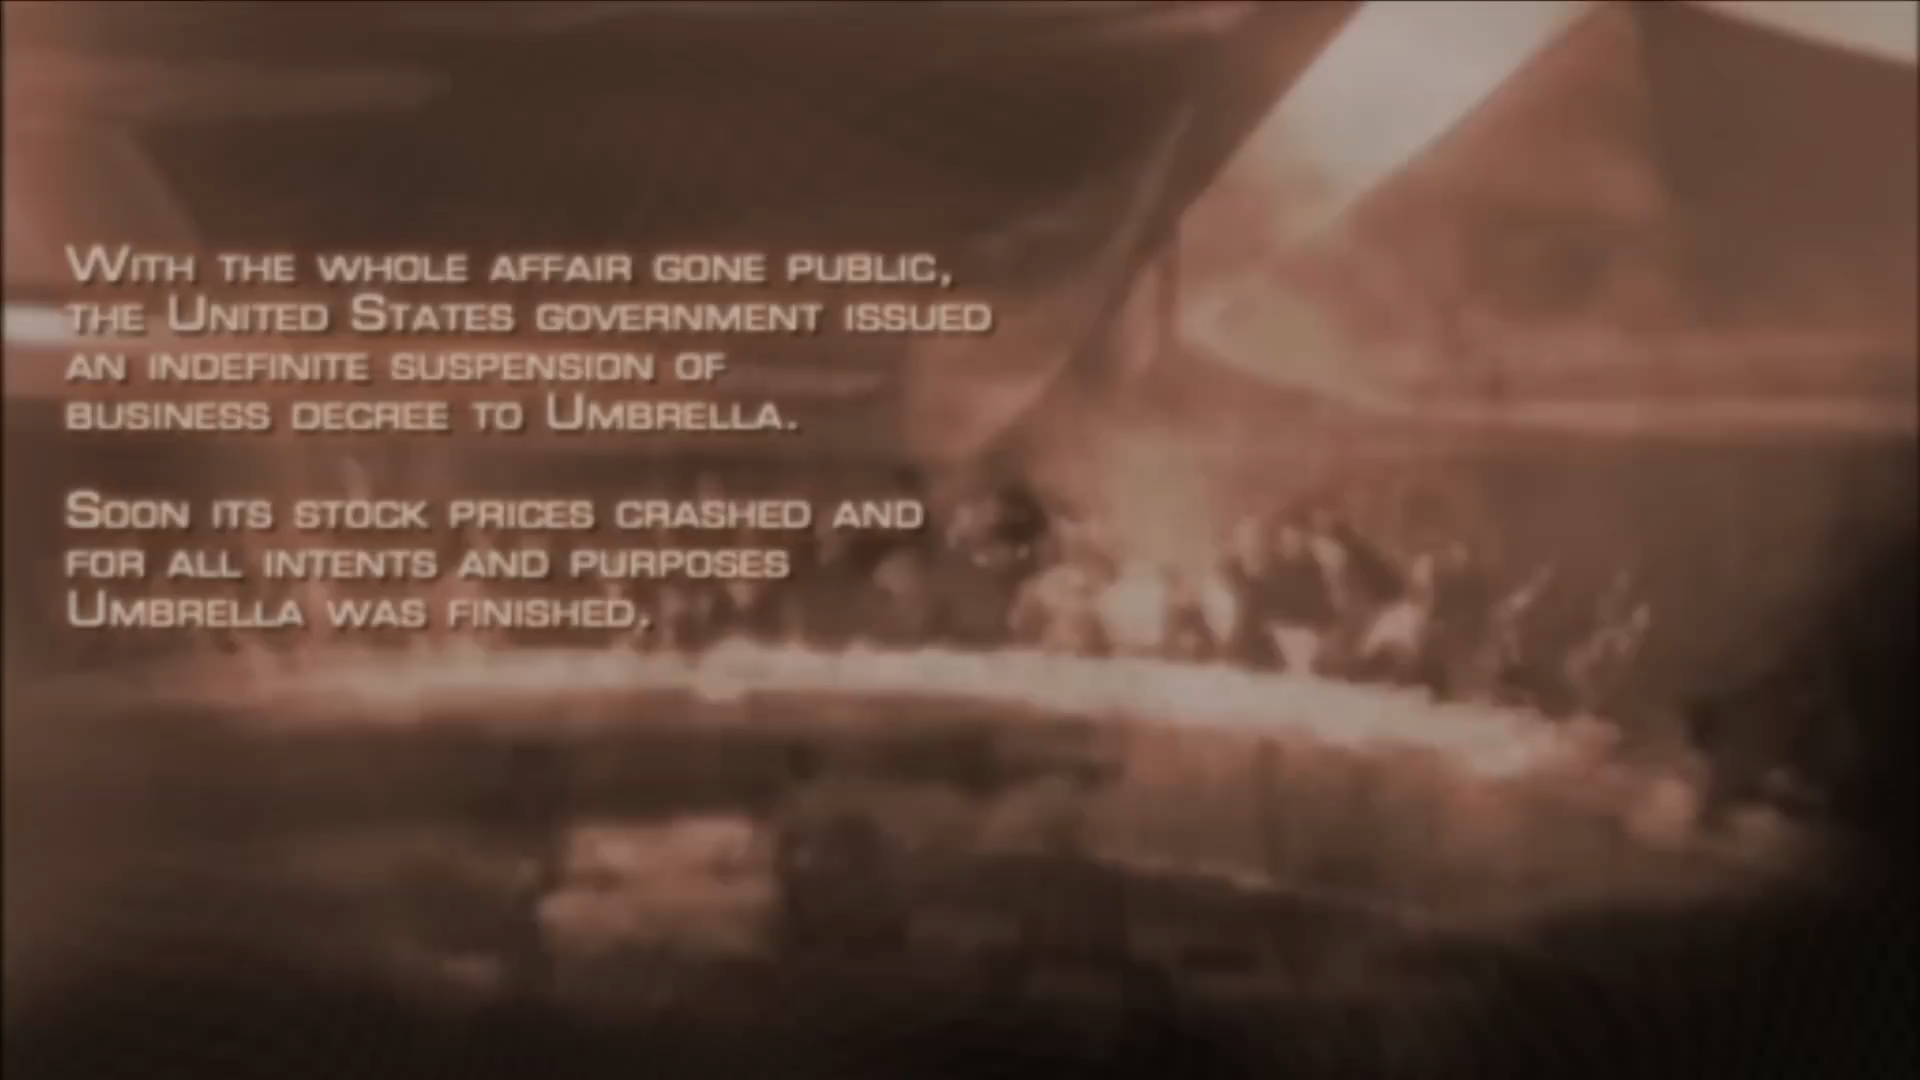 With the whole affair gone public,
the United States government issued
an indefinite suspension of
business decree to Umbrella.
Soon its stock prices crashed and
for all intents and purposes
Umbrella was finished.